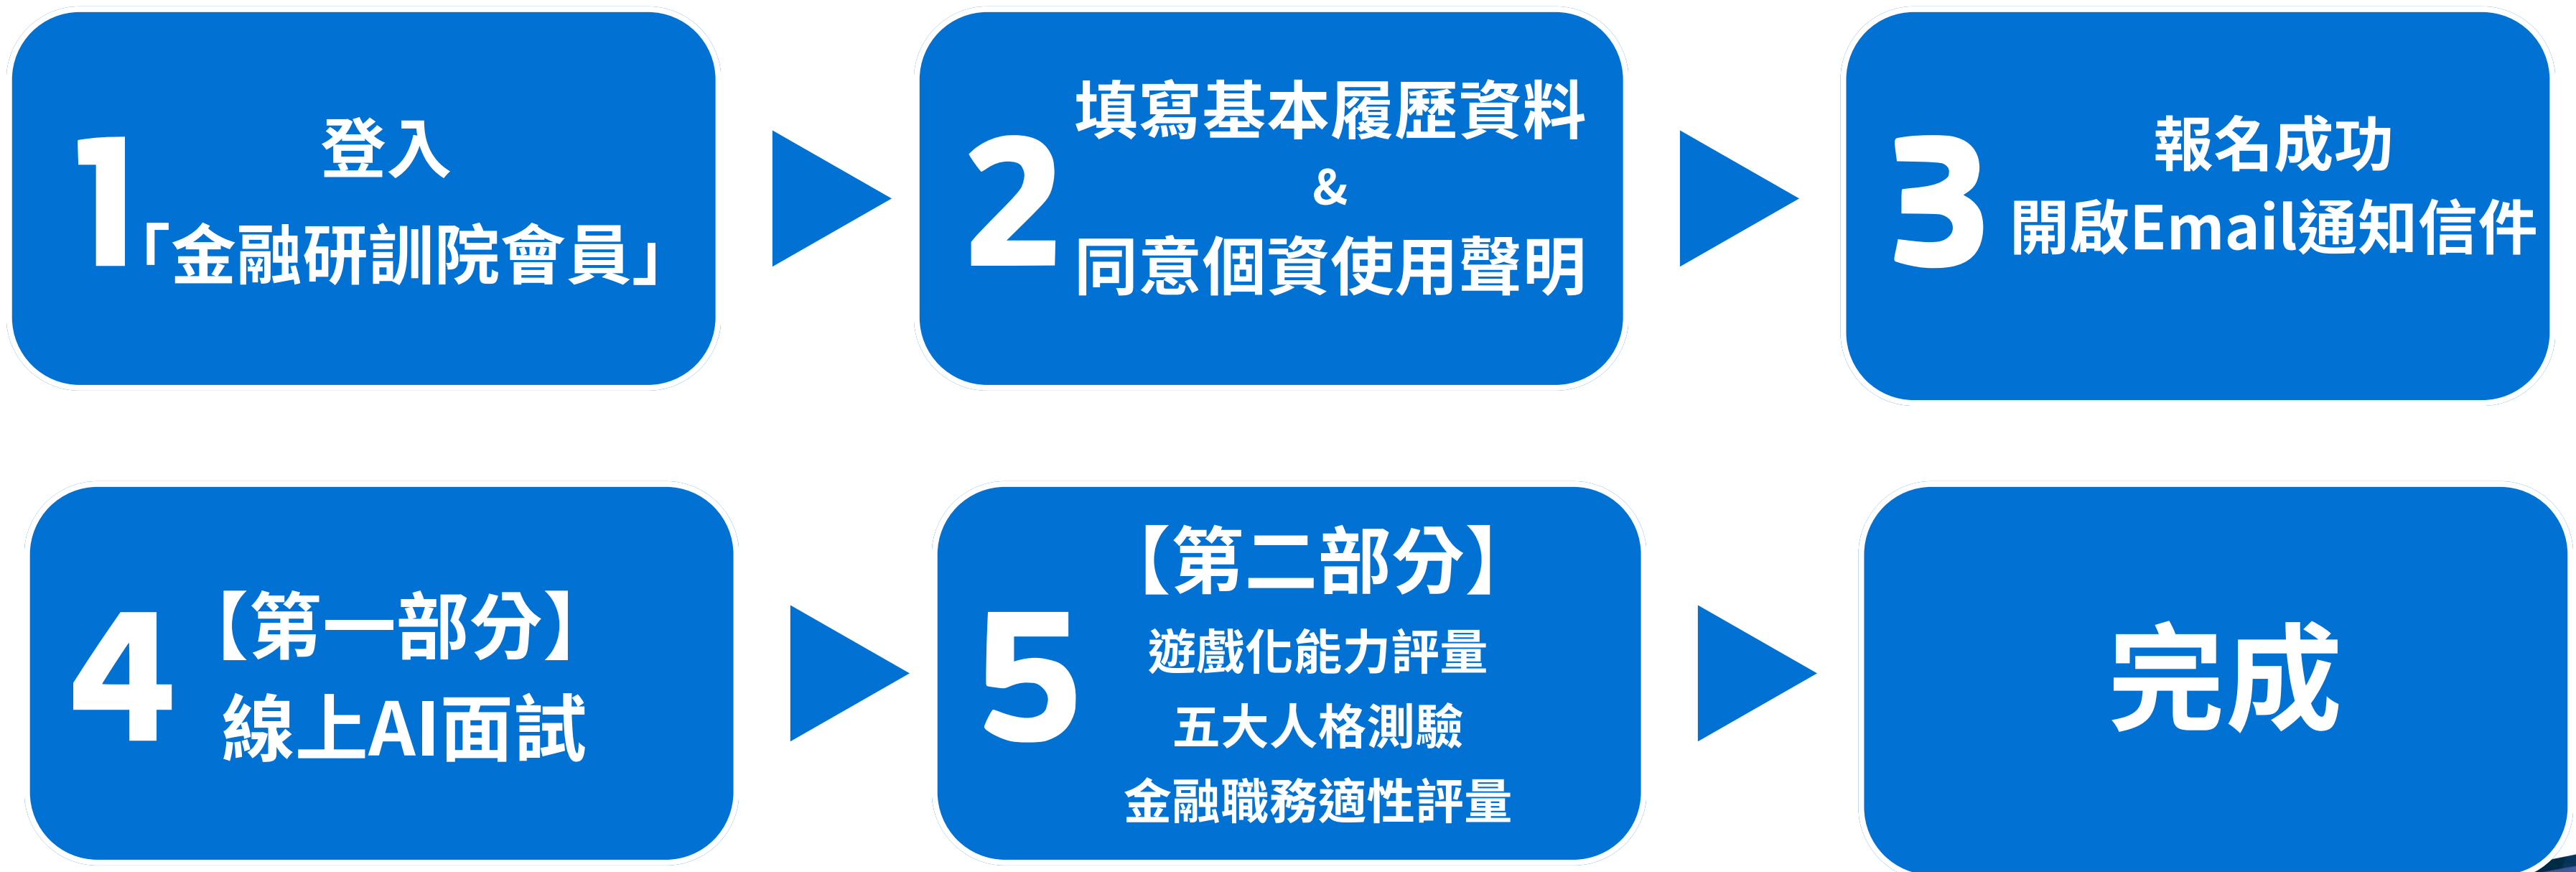 1
登入
「金融研訓院會員」
2
填寫基本履歷資料
&
同意個資使用聲明
3
報名成功
開啟Email通知信件
4
【第一部分】
線上AI面試
5
【第二部分】
遊戲化能力評量
五大人格測驗
金融職務適性評量
完成